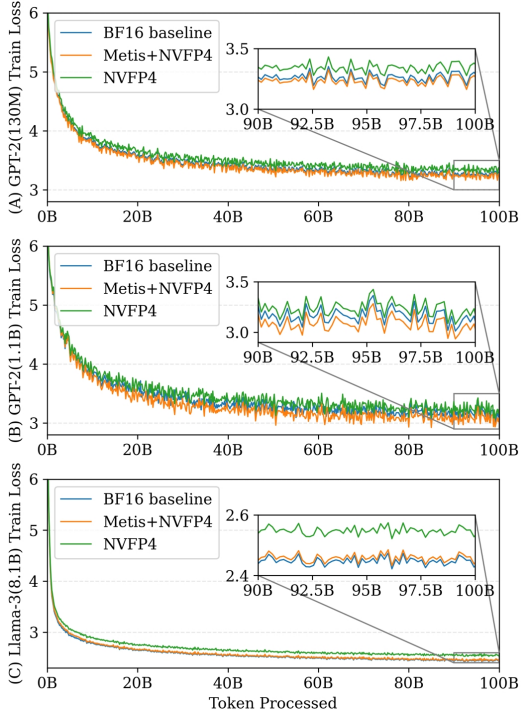 (A) GPT-2(130M) Train Loss
6
5
4
3
BF16 baseline
Metis+NVFP4
NVFP4
3.5
3.0
90B 92.5B 95B 97.5B 100B
0B 20B 40B 60B 80B 100B
(B) GPT-2(1.1B) Train Loss
6
5
4
3
BF16 baseline
Metis+NVFP4
NVFP4
3.5
3.0
90B 92.5B 95B 97.5B 100B
0B 20B 40B 60B 80B 100B
(C) Llama-3(8.1B) Train Loss
6
5
4
3
BF16 baseline
Metis+NVFP4
NVFP4
2.6
2.4
90B 92.5B 95B 97.5B 100B
0B 20B 40B 60B 80B 100B
Token Processed